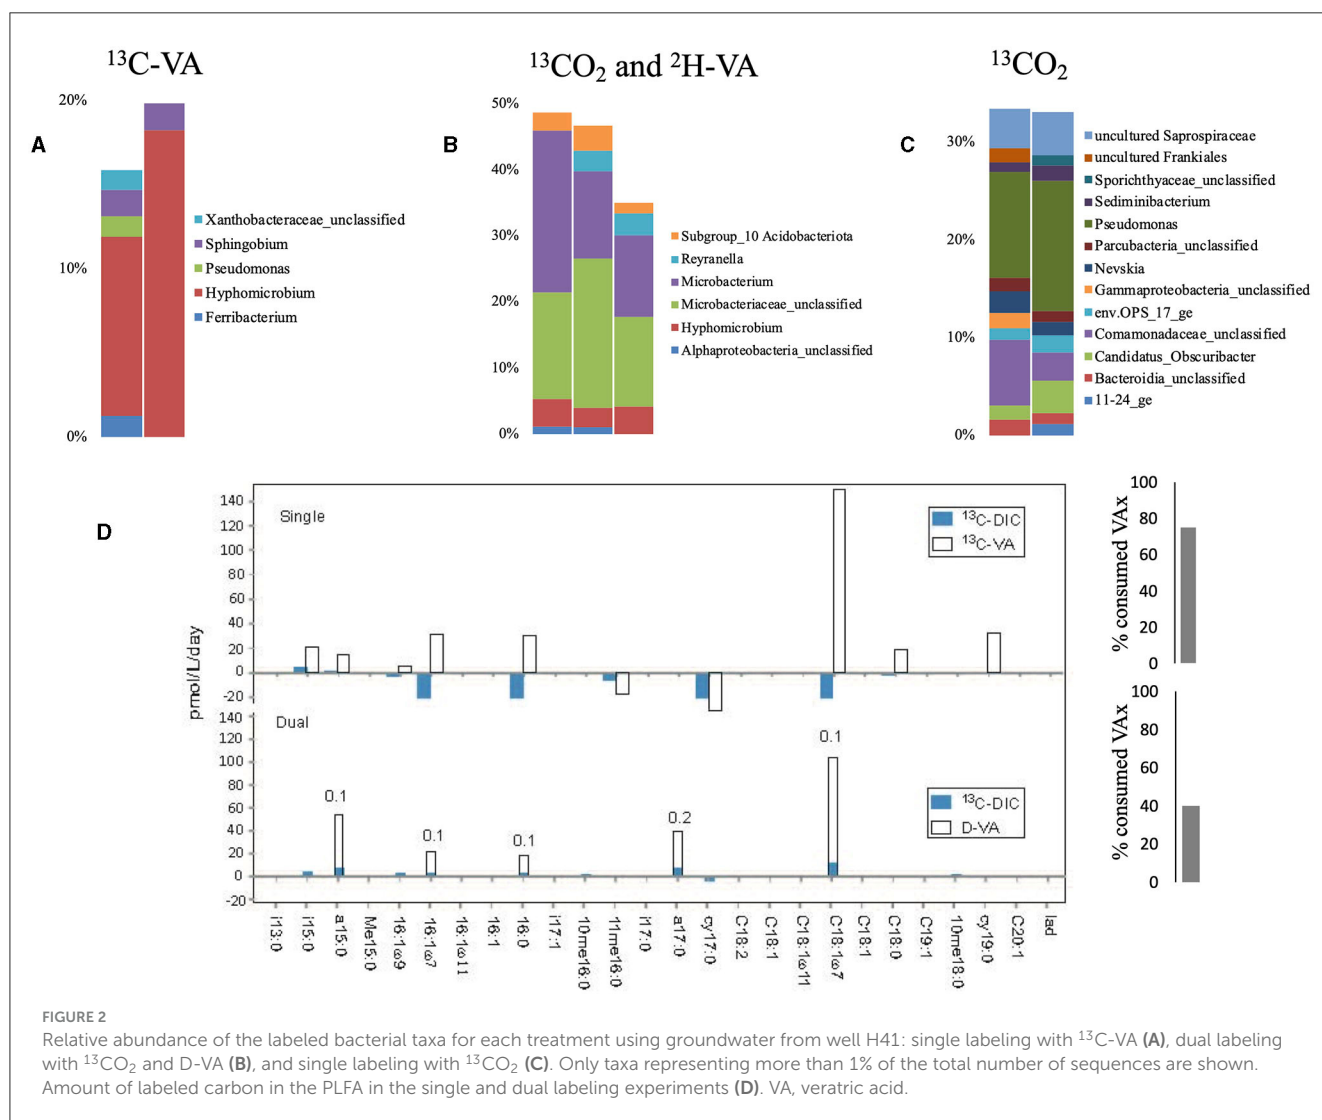 ¹³C-VA
¹³CO₂ and ²H-VA
¹³CO₂
A
20%
10%
0%
Xanthobacteraceae_unclassified
Sphingobium
Pseudomonas
Hyphomicrobium
Ferribacterium
B
50%
40%
30%
20%
10%
0%
Subgroup_10 Acidobacteriota
Reyranella
Microbacterium
Microbacteriaceae_unclassified
Hyphomicrobium
Alphaproteobacteria_unclassified
C
30%
20%
10%
0%
uncultured Saprospiraceae
uncultured Frankiales
Sporichthyaceae_unclassified
Sediminibacterium
Pseudomonas
Parcubacteria_unclassified
Nevskia
Gammaproteobacteria_unclassified
env.OPS_17_ge
Comamonadaceae_unclassified
Candidatus_Obscuribacter
Bacteroidia_unclassified
11-24_ge
D
pmol/L/day
140
120
100
80
60
40
20
0
-20
Single
¹³C-DIC
¹³C-VA
140
120
100
80
60
40
20
0
-20
Dual
0.1
0.1
0.1
0.2
0.1
¹³C-DIC
D-VA
i13:0
i15:0
a15:0
Me15:0
16:1ω9
16:1ω7
16:1ω11
16:1
16:0
i17:1
10me16:0
11me16:0
i17:0
a17:0
cy17:0
C18:2
C18:1
C18:1ω11
C18:1ω7
C18:1
C18:0
C19:1
10me18:0
cy19:0
C20:1
lad
% consumed VAx
100
80
60
40
20
0
% consumed VAx
100
80
60
40
20
0
FIGURE 2
Relative abundance of the labeled bacterial taxa for each treatment using groundwater from well H41: single labeling with ¹³C-VA (A), dual labeling
with ¹³CO₂ and D-VA (B), and single labeling with ¹³CO₂ (C). Only taxa representing more than 1% of the total number of sequences are shown.
Amount of labeled carbon in the PLFA in the single and dual labeling experiments (D). VA, veratric acid.